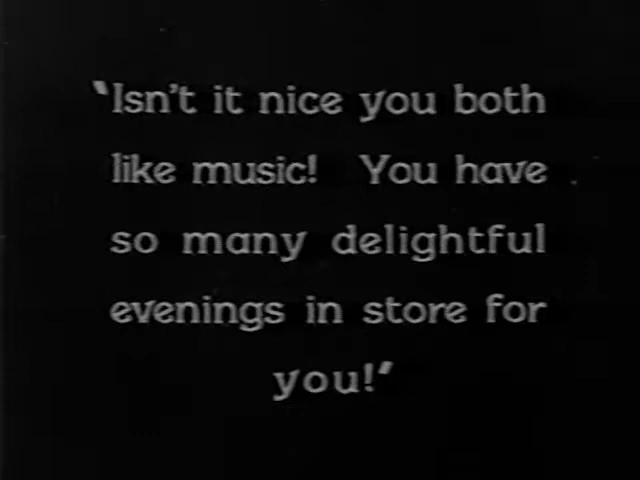 "Isn't it nice you both
like music! You have
so many delightful
evenings in store for
you!"